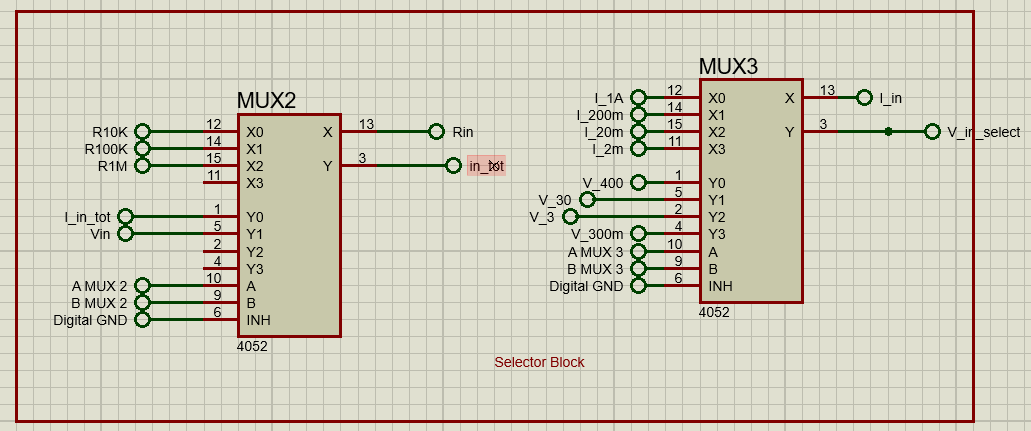 MUX2
R10K 12 X0 X 13 Rin
R100K 14 X1
R1M 15 X2 Y 3 in_tot
11 X3
I_in_tot 1 Y0
Vin 5 Y1
2 Y2
4 Y3
A MUX 2 10 A
B MUX 2 9 B
Digital GND 6 INH
4052
MUX3
I_1A 12 X0 X 13 I_in
I_200m 14 X1
I_20m 15 X2 Y 3 V_in_select
I_2m 11 X3
V_400 1 Y0
V_30 5 Y1
V_3 2 Y2
V_300m 4 Y3
A MUX 3 10 A
B MUX 3 9 B
Digital GND 6 INH
4052
Selector Block